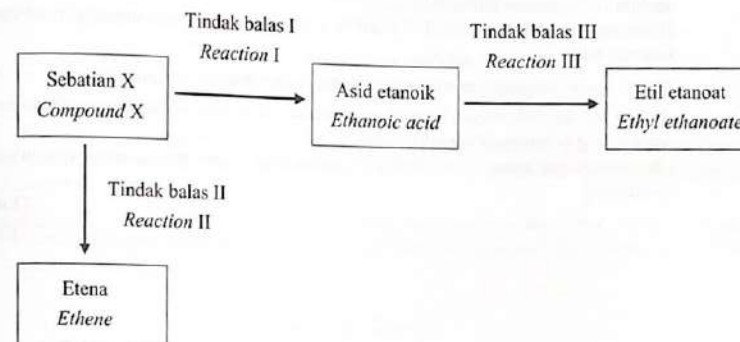 Tindak balas I
Reaction I
Tindak balas III
Reaction III
Sebatian X
Compound X
Asid etanoik
Ethanoic acid
Etil etanoat
Ethyl ethanoate
Tindak balas II
Reaction II
Etena
Ethene